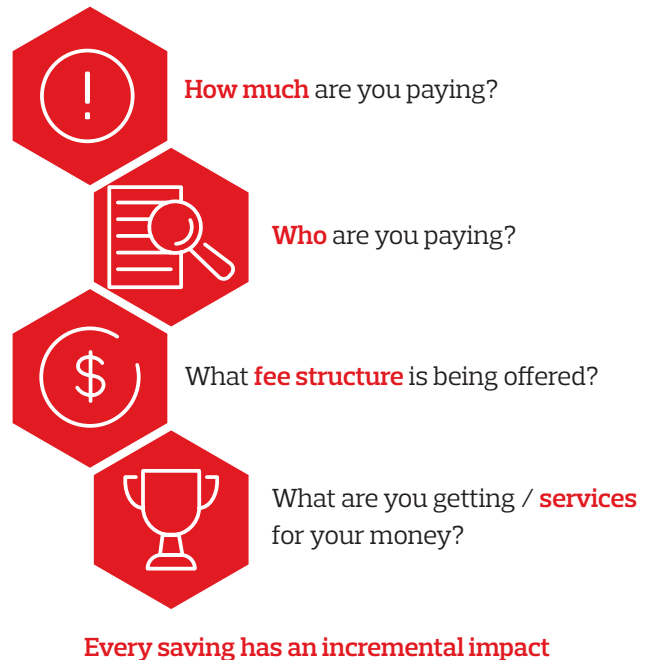 How much are you paying?
Who are you paying?
What fee structure is being offered?
What are you getting / services
for your money?
Every saving has an incremental impact